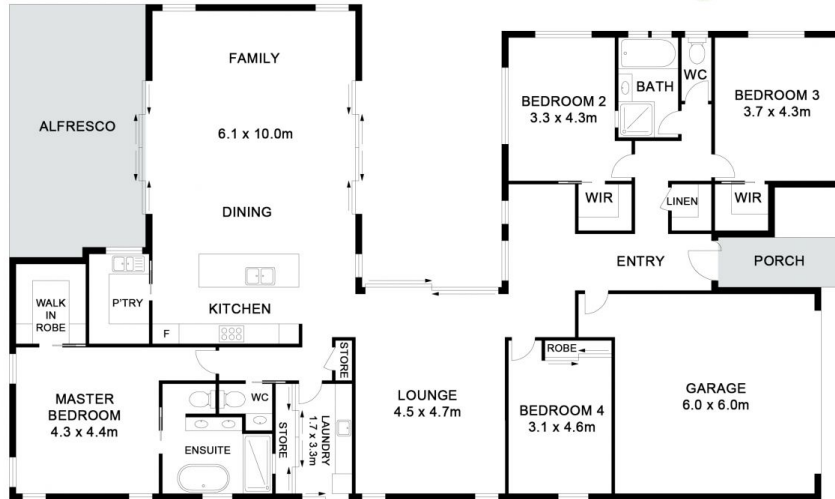 FAMILY
ALFRESCO
6.1 x 10.0m
DINING
KITCHEN
F
P'TRY
WALK
IN
ROBE
MASTER
BEDROOM
4.3 x 4.4m
ENSUITE
WC
STORE
STORE
LAUNDRY
1.7 x 3.3m
LOUNGE
4.5 x 4.7m
BEDROOM 2
3.3 x 4.3m
BATH
WC
BEDROOM 3
3.7 x 4.3m
WIR
LINEN
WIR
ENTRY
PORCH
ROBE
BEDROOM 4
3.1 x 4.6m
GARAGE
6.0 x 6.0m